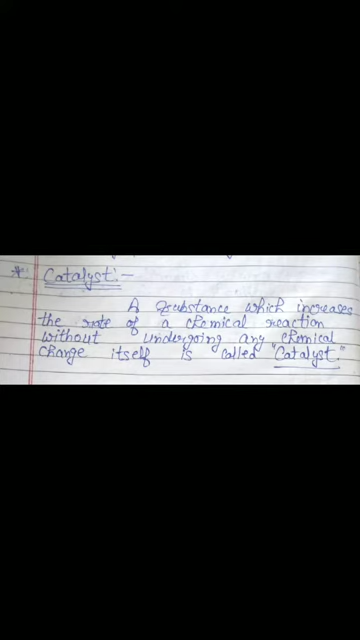 * Catalyst:-
A substance which increases
the rate of a chemical reaction
without undergoing any chemical
change itself is called "Catalyst."